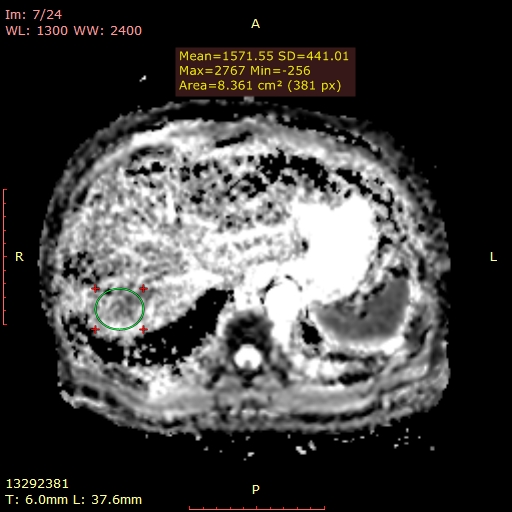 Im: 7/24
WL: 1300 WW: 2400
A
Mean=1571.55 SD=441.01
Max=2767 Min=-256
Area=8.361 cm² (381 px)
R
L
13292381
T: 6.0mm L: 37.6mm
P